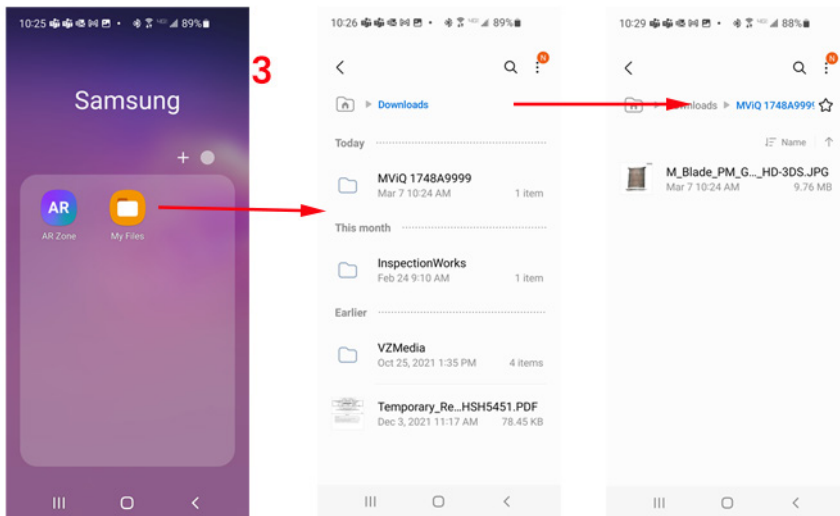 10:25 89%
Samsung
+
AR
AR Zone
My Files
3
10:26 89%
N
Downloads
Today
MViQ 1748A9999
Mar 7 10:24 AM 1 item
This month
InspectionWorks
Feb 24 9:10 AM 1 item
Earlier
VZMedia
Oct 25, 2021 1:35 PM 4 items
Temporary_Re...HSH5451.PDF
Dec 3, 2021 11:17 AM 78.45 KB
10:29 88%
N
MViQ 1748A999
Name
M_Blade_PM_G..._HD-3DS.JPG
Mar 7 10:24 AM 9.76 MB